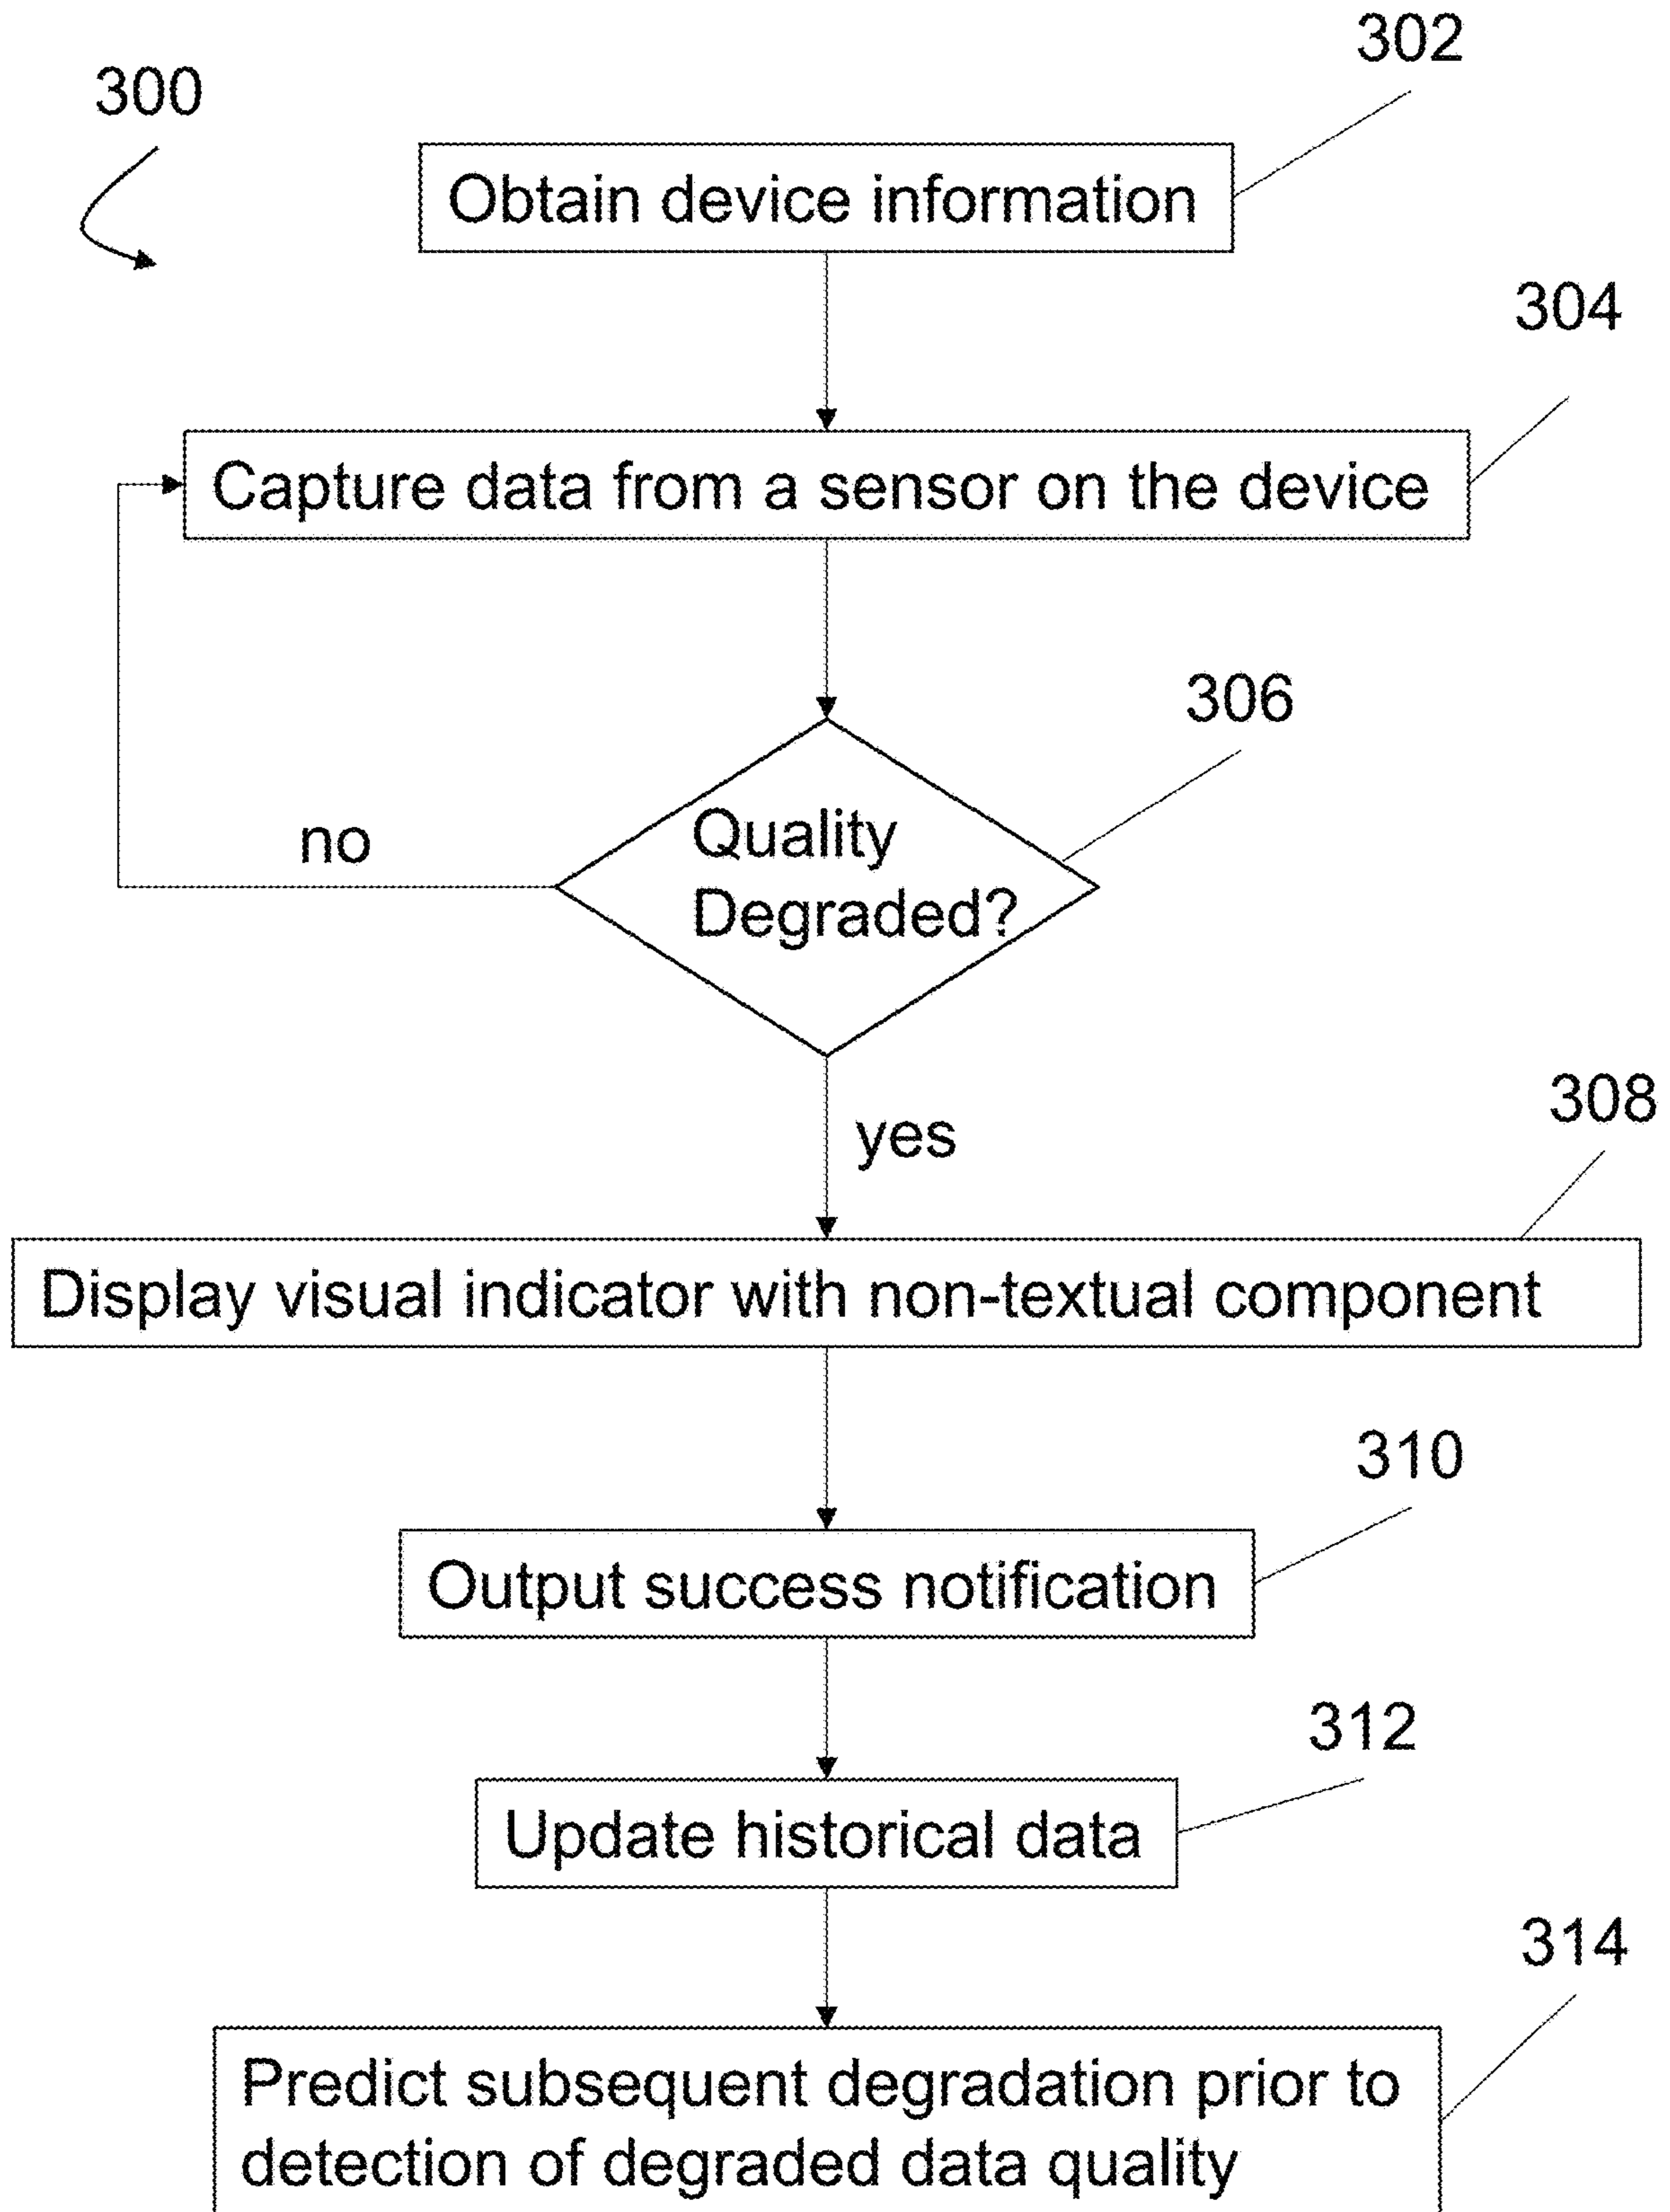 302
300
Obtain device information
304
Capture data from a sensor on the device
306
Quality
Degraded?
no
yes
308
Display visual indicator with non-textual component
310
Output success notification
312
Update historical data
314
Predict subsequent degradation prior to
detection of degraded data quality